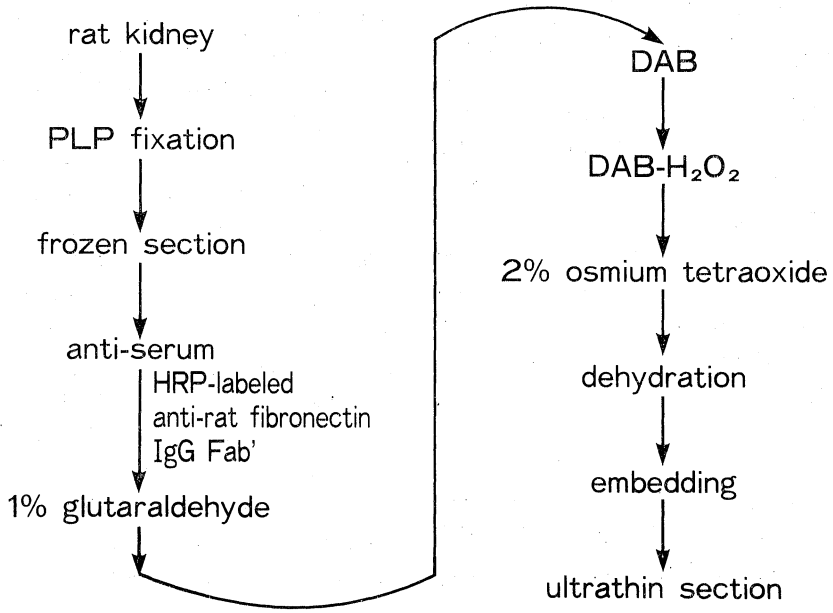 rat kidney
PLP fixation
frozen section
anti-serum
HRP-labeled
anti-rat fibronectin
IgG Fab'
1% glutaraldehyde
DAB
DAB-H₂O₂
2% osmium tetraoxide
dehydration
embedding
ultrathin section